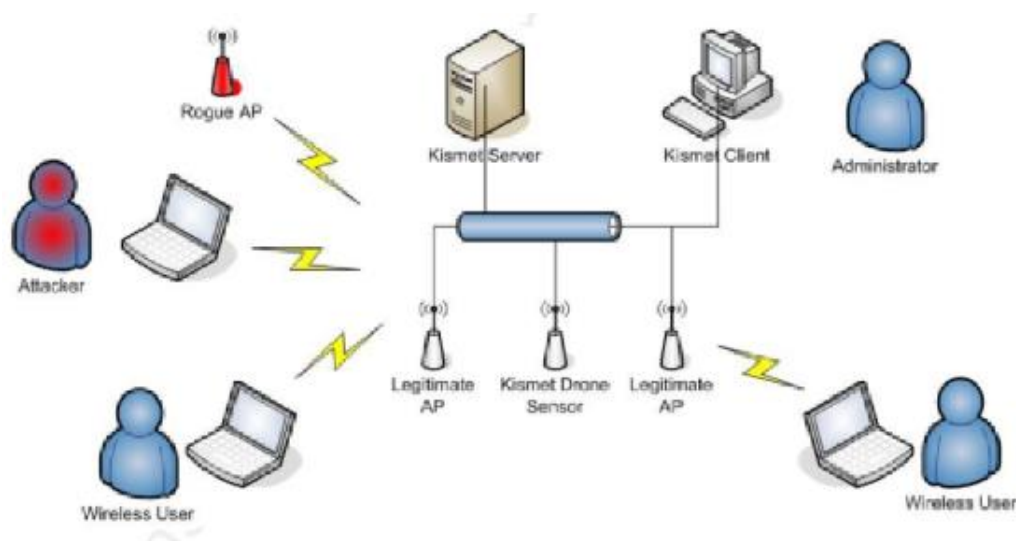 Rogue AP
Kismet Server
Kismet Client
Administrator
Attacker
Legitimate
AP
Kismet Drone
Sensor
Legitimate
AP
Wireless User
Wireless User